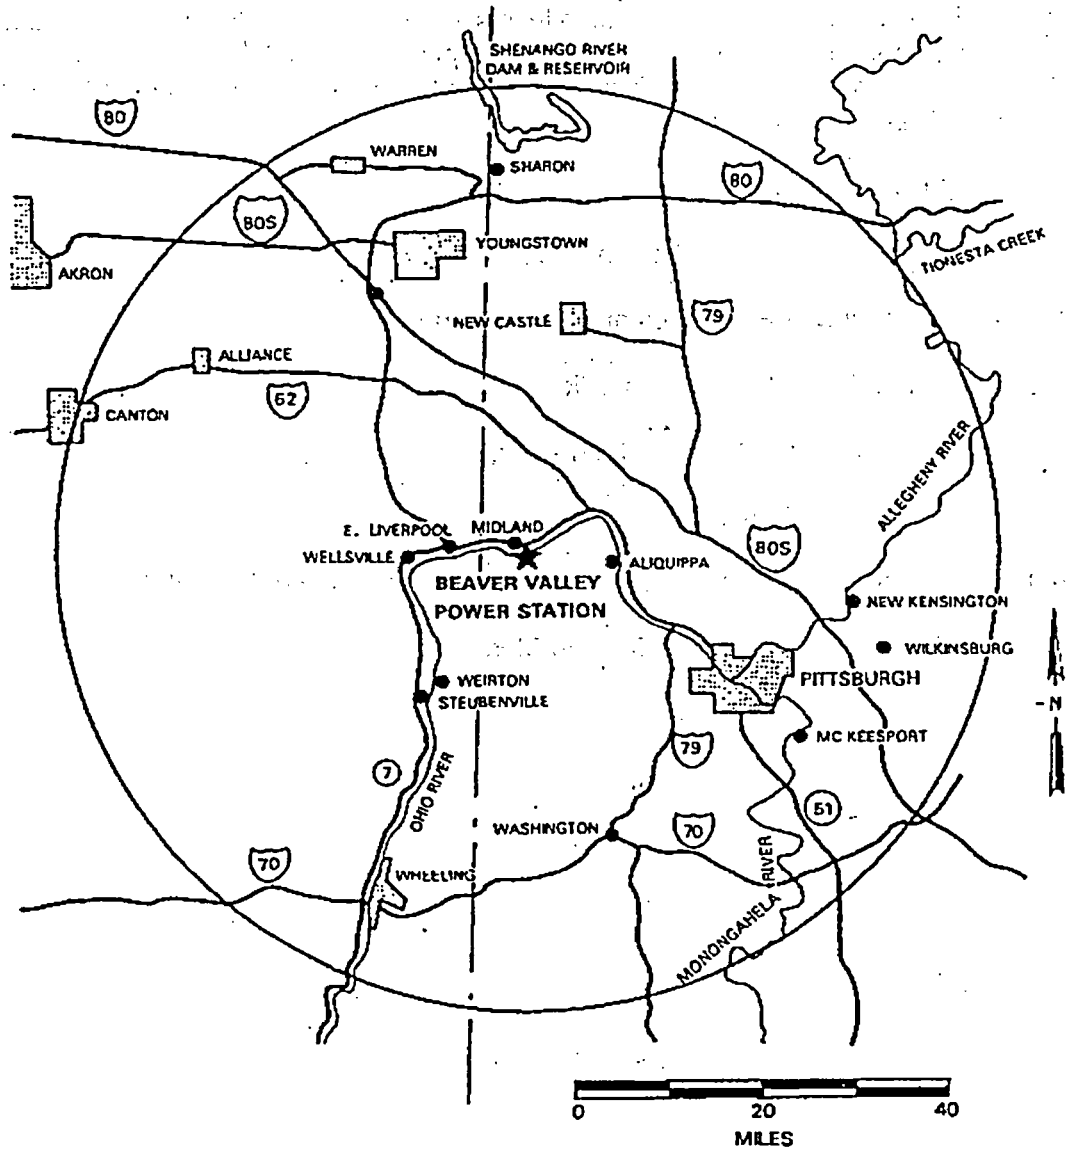 SHENANGO RIVER
DAM & RESERVOIR
80
WARREN
SHARON
80
80S
YOUNGSTOWN
AKRON
TIONESTA CREEK
NEW CASTLE
79
ALLIANCE
62
CANTON
ALLEGHENY RIVER
E. LIVERPOOL
MIDLAND
WELLSVILLE
ALIQUIPPA
80S
BEAVER VALLEY
POWER STATION
NEW KENSINGTON
WILKINSBURG
PITTSBURGH
WEIRTON
STEUBENVILLE
N
MC KEESPORT
79
7
OHIO RIVER
51
WASHINGTON
70
70
WHEELING
MONONGAHELA RIVER
0 20 40
MILES